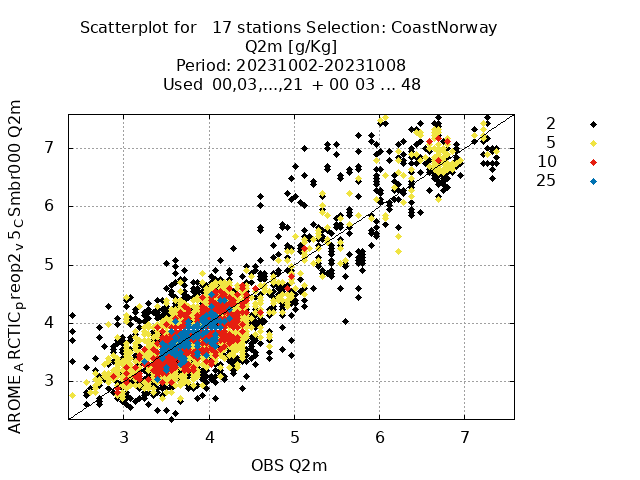 Scatterplot for 17 stations Selection: CoastNorway
Q2m [g/Kg]
Period: 20231002-20231008
Used 00,03,...,21 + 00 03 ... 48
2
5
10
25
7
6
5
4
3
3 4 5 6 7
OBS Q2m
AROME_ARCTIC_preop2_v5_CSmbr000 Q2m